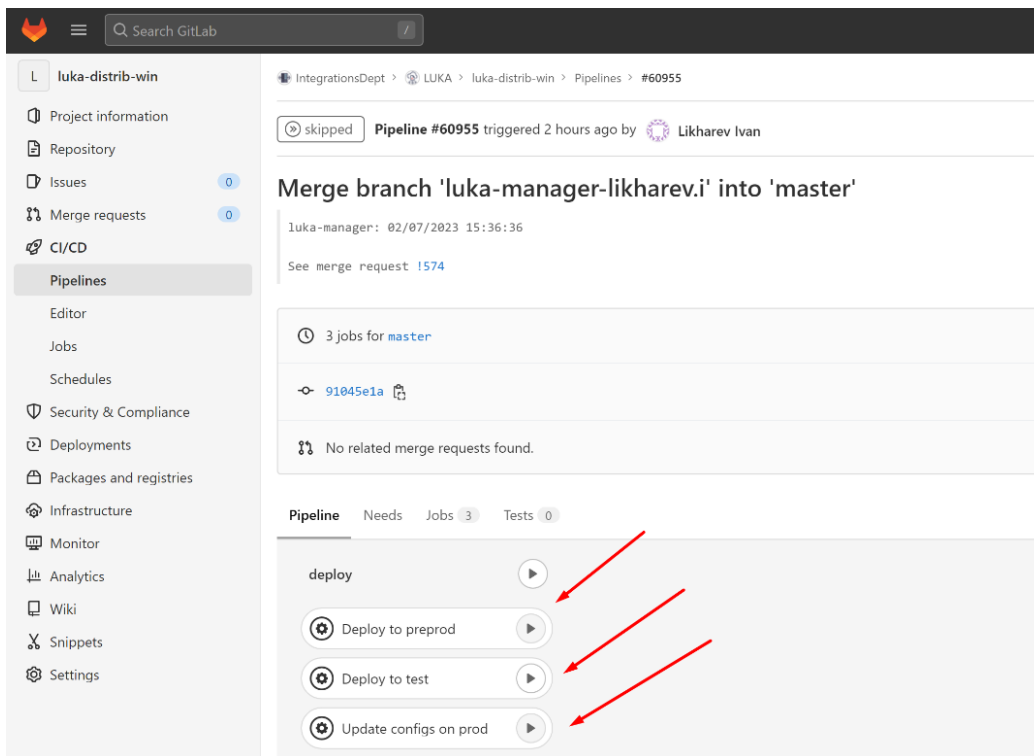 Search GitLab /
L luka-distrib-win
Project information
Repository
Issues 0
Merge requests 0
CI/CD
Pipelines
Editor
Jobs
Schedules
Security & Compliance
Deployments
Packages and registries
Infrastructure
Monitor
Analytics
Wiki
Snippets
Settings
IntegrationsDept > LUKA > luka-distrib-win > Pipelines > #60955
skipped Pipeline #60955 triggered 2 hours ago by Likharev Ivan
Merge branch 'luka-manager-likharev.i' into 'master'
luka-manager: 02/07/2023 15:36:36
See merge request !574
3 jobs for master
91045e1a
No related merge requests found.
Pipeline Needs Jobs 3 Tests 0
deploy
Deploy to preprod
Deploy to test
Update configs on prod